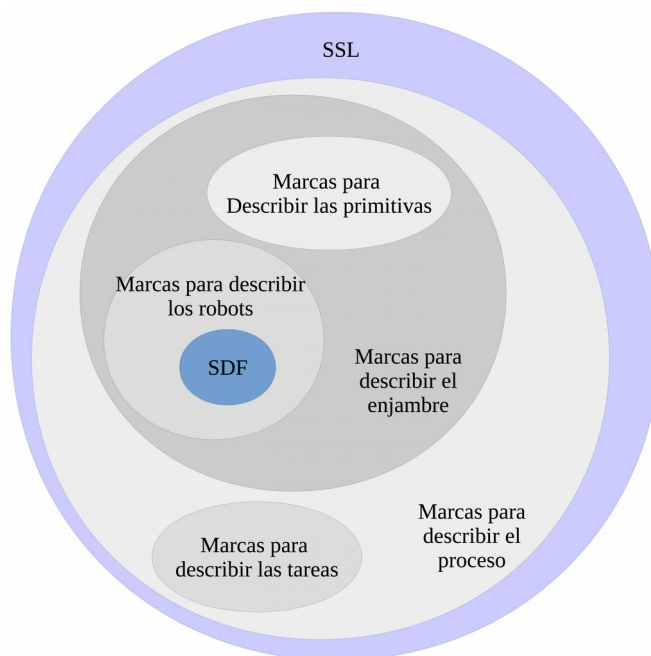 SSL
Marcas para
Describir las primitivas
Marcas para describir
los robots
SDF
Marcas para
describir el
enjambre
Marcas para
describir el
proceso
Marcas para
describir las tareas